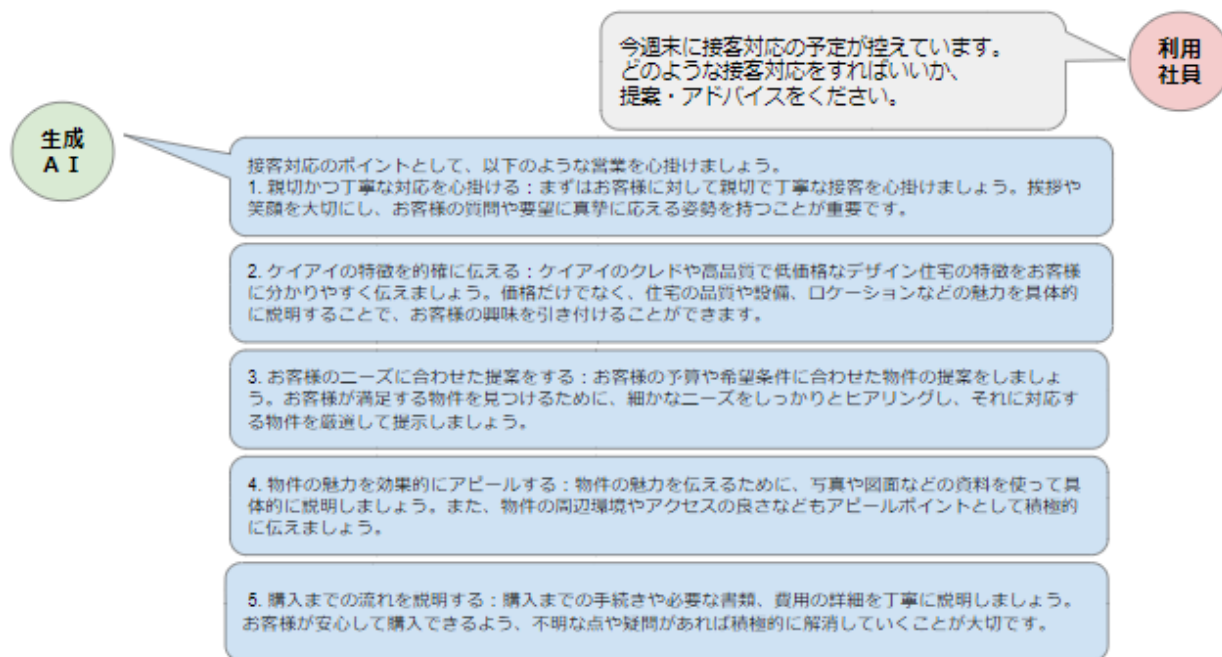 今週末に接客対応の予定が控えています。
どのような接客対応をすればいいか、
提案・アドバイスをください。
利用
社員
生成
ＡＩ
接客対応のポイントとして、以下のような営業を心掛けましょう。
1. 親切かつ丁寧な対応を心掛ける：まずはお客様に対して親切で丁寧な接客を心掛けましょう。挨拶や
笑顔を大切にし、お客様の質問や要望に真摯に応える姿勢を持つことが重要です。
2. ケイアイの特徴を的確に伝える：ケイアイのクレドや高品質で低価格なデザイン住宅の特徴をお客様
に分かりやすく伝えましょう。価格だけでなく、住宅の品質や設備、ロケーションなどの魅力を具体的
に説明することで、お客様の興味を引き付けることができます。
3. お客様のニーズに合わせた提案をする：お客様の予算や希望条件に合わせた物件の提案をしましょ
う。お客様が満足する物件を見つけるために、細かなニーズをしっかりとヒアリングし、それに対応す
る物件を厳選して提示しましょう。
4. 物件の魅力を効果的にアピールする：物件の魅力を伝えるために、写真や図面などの資料を使って具
体的に説明しましょう。また、物件の周辺環境やアクセスの良さなどもアピールポイントとして積極的
に伝えましょう。
5. 購入までの流れを説明する：購入までの手続きや必要な書類、費用の詳細を丁寧に説明しましょう。
お客様が安心して購入できるよう、不明な点や疑問があれば積極的に解消していくことが大切です。